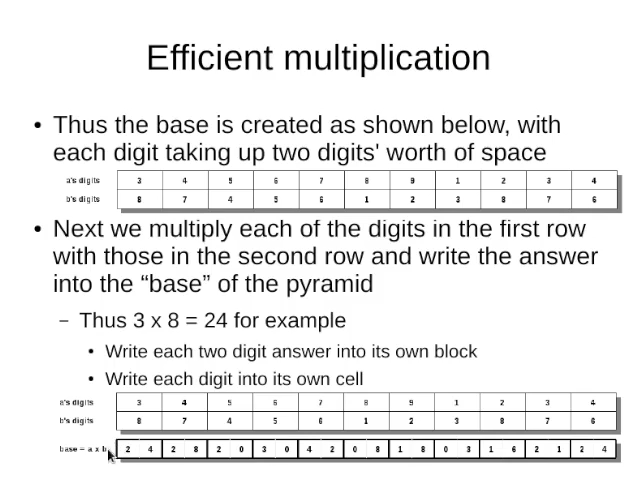 Efficient multiplication
• Thus the base is created as shown below, with
each digit taking up two digits' worth of space
a's digits 3 4 5 6 7 8 9 1 2 3 4
b's digits 8 7 4 5 6 1 2 3 8 7 6
• Next we multiply each of the digits in the first row
with those in the second row and write the answer
into the “base” of the pyramid
– Thus 3 x 8 = 24 for example
• Write each two digit answer into its own block
• Write each digit into its own cell
a's digits 3 4 5 6 7 8 9 1 2 3 4
b's digits 8 7 4 5 6 1 2 3 8 7 6
base = a x b 2 4 2 8 2 0 3 0 4 2 0 8 1 8 0 3 1 6 2 1 2 4